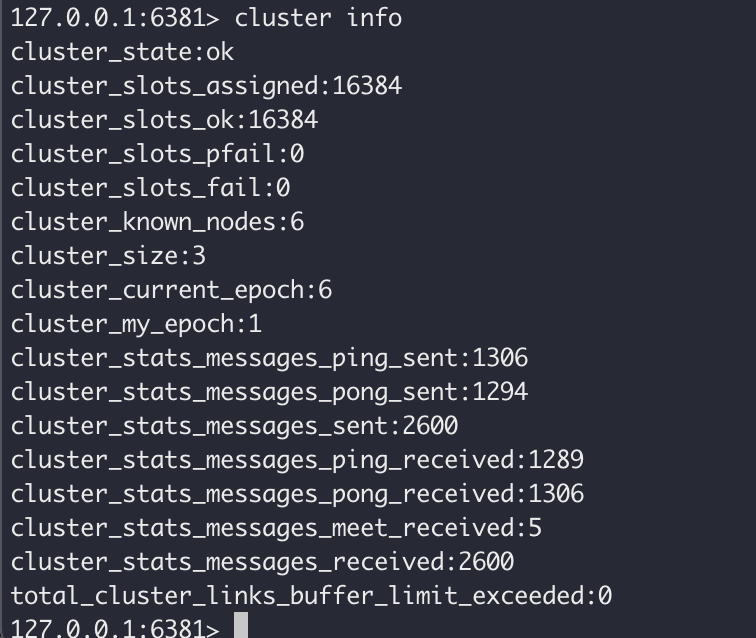 127.0.0.1:6381> cluster info
cluster_state:ok
cluster_slots_assigned:16384
cluster_slots_ok:16384
cluster_slots_pfail:0
cluster_slots_fail:0
cluster_known_nodes:6
cluster_size:3
cluster_current_epoch:6
cluster_my_epoch:1
cluster_stats_messages_ping_sent:1306
cluster_stats_messages_pong_sent:1294
cluster_stats_messages_sent:2600
cluster_stats_messages_ping_received:1289
cluster_stats_messages_pong_received:1306
cluster_stats_messages_meet_received:5
cluster_stats_messages_received:2600
total_cluster_links_buffer_limit_exceeded:0
127.0.0.1:6381>